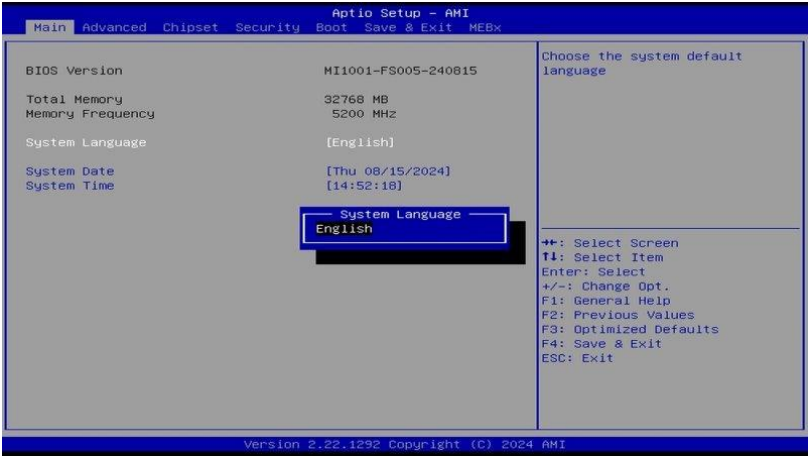 Aptio Setup – AMI
Main Advanced Chipset Security Boot Save & Exit MEBx
BIOS Version MI1001-FS005-240815
Total Memory 32768 MB
Memory Frequency 5200 MHz
System Language [English]
System Date [Thu 08/15/2024]
System Time [14:52:18]
System Language
English
Choose the system default
language
→←: Select Screen
↑↓: Select Item
Enter: Select
+/-: Change Opt.
F1: General Help
F2: Previous Values
F3: Optimized Defaults
F4: Save & Exit
ESC: Exit
Version 2.22.1292 Copyright (C) 2024 AMI